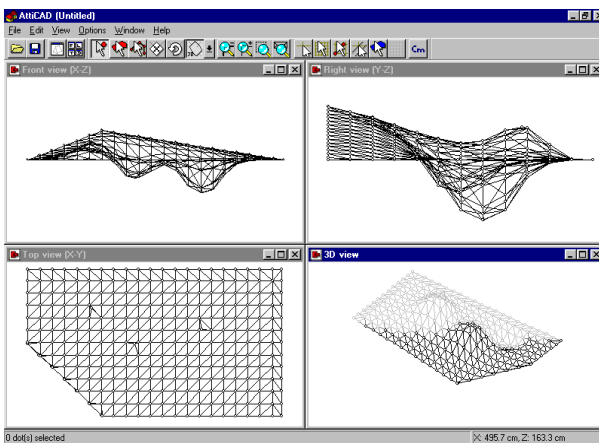 AttiCAD (Untitled)
File Edit View Options Window Help
Cm
Front view (X-Z)
Right view (Y-Z)
Top view (X-Y)
3D view
0 dot(s) selected
X: 495.7 cm, Z: 163.3 cm